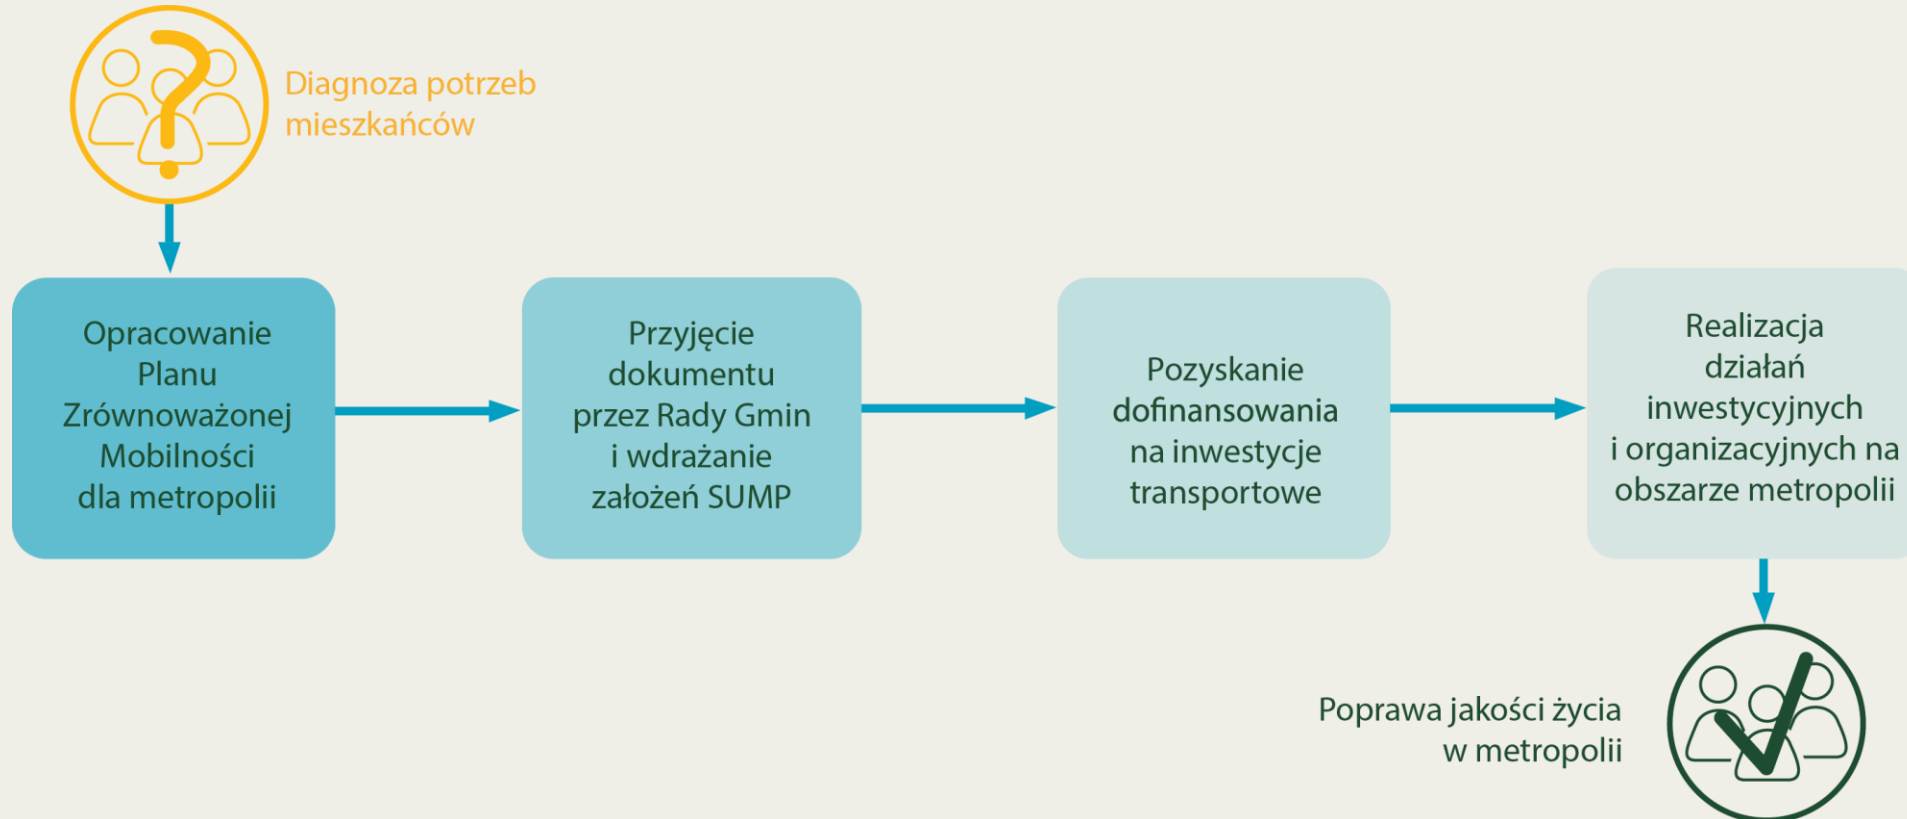 Diagnoza potrzeb
mieszkańców
Opracowanie
Planu
Zrównoważonej
Mobilności
dla metropolii
Przyjęcie
dokumentu
przez Rady Gmin
i wdrażanie
założeń SUMP
Pozyskanie
dofinansowania
na inwestycje
transportowe
Realizacja
działań
inwestycyjnych
i organizacyjnych na
obszarze metropolii
Poprawa jakości życia
w metropolii